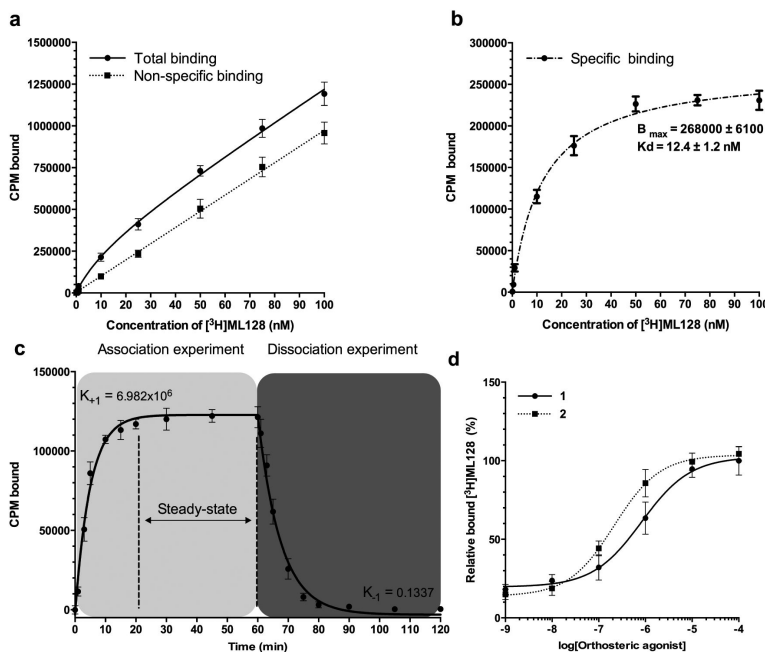 a
1500000
1250000
1000000
750000
500000
250000
0
CPM bound
Total binding
Non-specific binding
0 10 20 30 40 50 60 70 80 90 100
Concentration of [³H]ML128 (nM)
b
400000
350000
300000
250000
200000
150000
100000
50000
0
CPM bound
Specific binding
B max = 268000 ± 6100
Kd = 12.4 ± 1.2 nM
0 10 20 30 40 50 60 70 80 90 100
Concentration of [³H]ML128 (nM)
c
Association experiment Dissociation experiment
150000
100000
50000
0
CPM bound
K+1 = 6.982x10⁶
Steady-state
K-1 = 0.1337
0 10 20 30 40 50 60 70 80 90 100 120
Time (min)
d
150
100
50
0
Relative bound [³H]ML128 (%)
1
2
-9 -8 -7 -6 -5 -4
log[Orthosteric agonist]